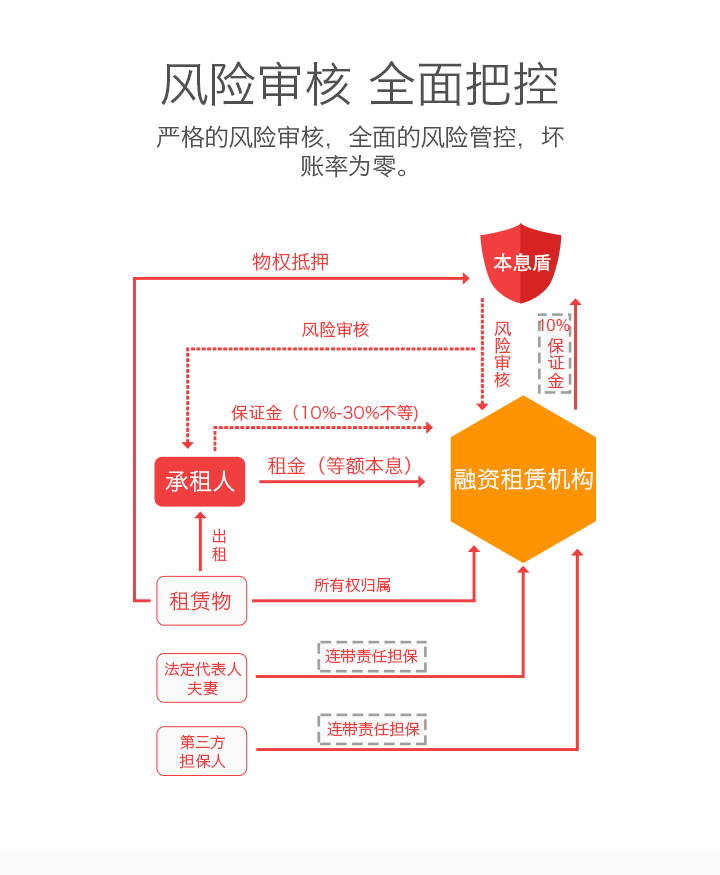 风险审核 全面把控
严格的风险审核，全面的风险管控，坏
账率为零。
本息盾
物权抵押
风险审核
风险审核
10%
保证金
保证金（10%-30%不等)
租金（等额本息）
承租人
融资租赁机构
出租
租赁物
所有权归属
法定代表人
夫妻
连带责任担保
第三方
担保人
连带责任担保